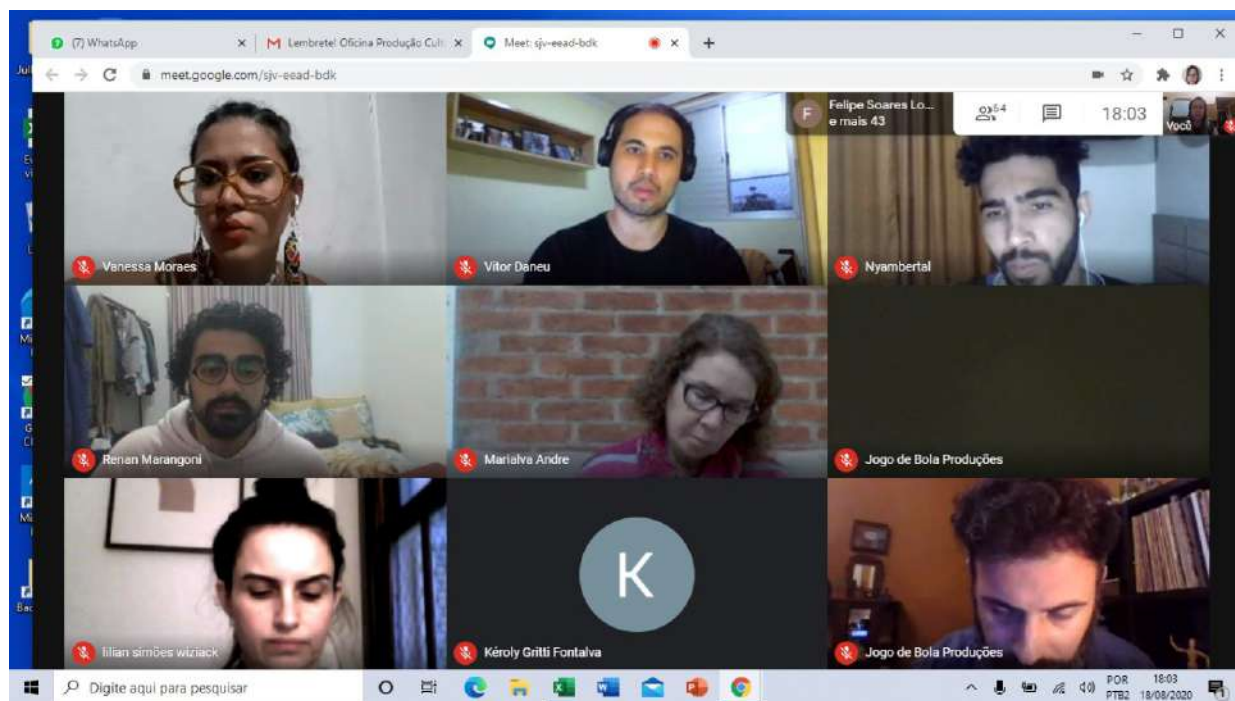 (7) WhatsApp
Lembrete! Oficina Produção Cult
Meet: sjv-eead-bdk
meet.google.com/sjv-eead-bdk
F
Felipe Soares Lo...
e mais 43
54
18:03
Você
Vanessa Moraes
Vitor Daneu
Nyambertal
Renan Marangoni
Marialva Andre
Jogo de Bola Produções
lilian simões wiziack
K
Kéroly Gritti Fontalva
Jogo de Bola Produções
Digite aqui para pesquisar
POR
PTB2
18:03
18/08/2020